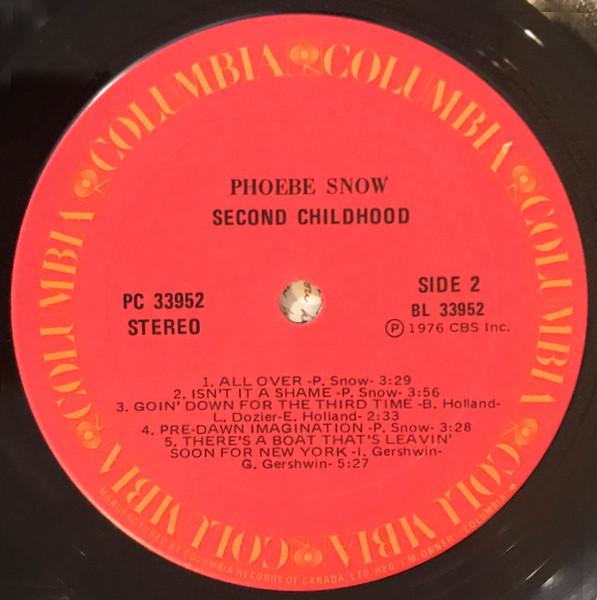 COLUMBIA COLUMBIA COLUMBIA COLUMBIA COLUMBIA COLUMBIA COLUMBIA
PHOEBE SNOW
SECOND CHILDHOOD
PC 33952
STEREO
SIDE 2
BL 33952
Ⓟ 1976 CBS Inc.
1. ALL OVER -P. Snow- 3:29
2. ISN'T IT A SHAME -P. Snow- 3:56
3. GOIN' DOWN FOR THE THIRD TIME -B. Holland-
L. Dozier-E. Holland- 2:33
4. PRE-DAWN IMAGINATION -P. Snow- 3:28
5. THERE'S A BOAT THAT'S LEAVIN'
SOON FOR NEW YORK -I. Gershwin-
G. Gershwin- 5:27
MANUFACTURED BY COLUMBIA RECORDS OF CANADA, LTD. REG. T.M. OWNER "COLUMBIA"